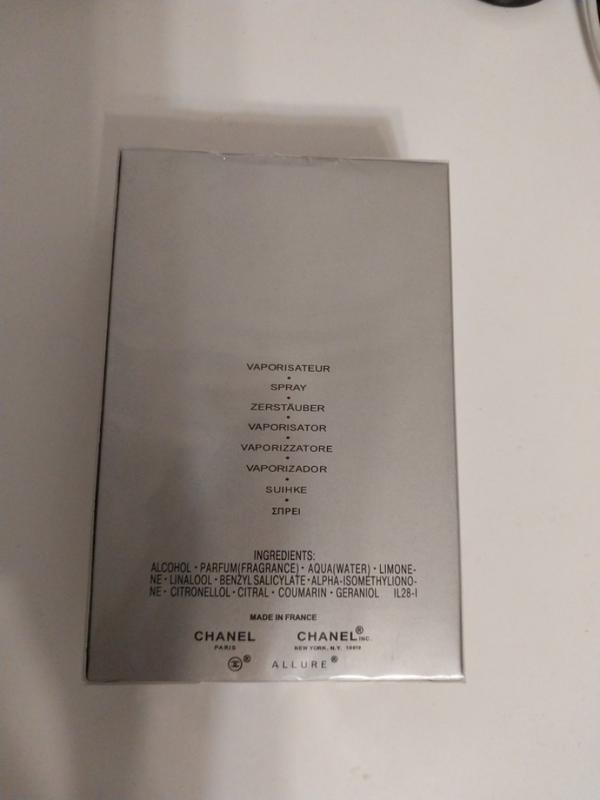 VAPORISATEUR
•
SPRAY
•
ZERSTÄUBER
•
VAPORISATOR
•
VAPORIZZATORE
•
VAPORIZADOR
•
SUIHKE
•
ΣΠΡΕΙ
INGREDIENTS:
ALCOHOL • PARFUM(FRAGRANCE) • AQUA(WATER) • LIMONE-
NE • LINALOOL • BENZYL SALICYLATE • ALPHA-ISOMETHYLIONO-
NE • CITRONELLOL • CITRAL • COUMARIN • GERANIOL IL28-I
MADE IN FRANCE
CHANEL CHANEL® INC.
PARIS NEW YORK, N.Y. 10019
® ALLURE®